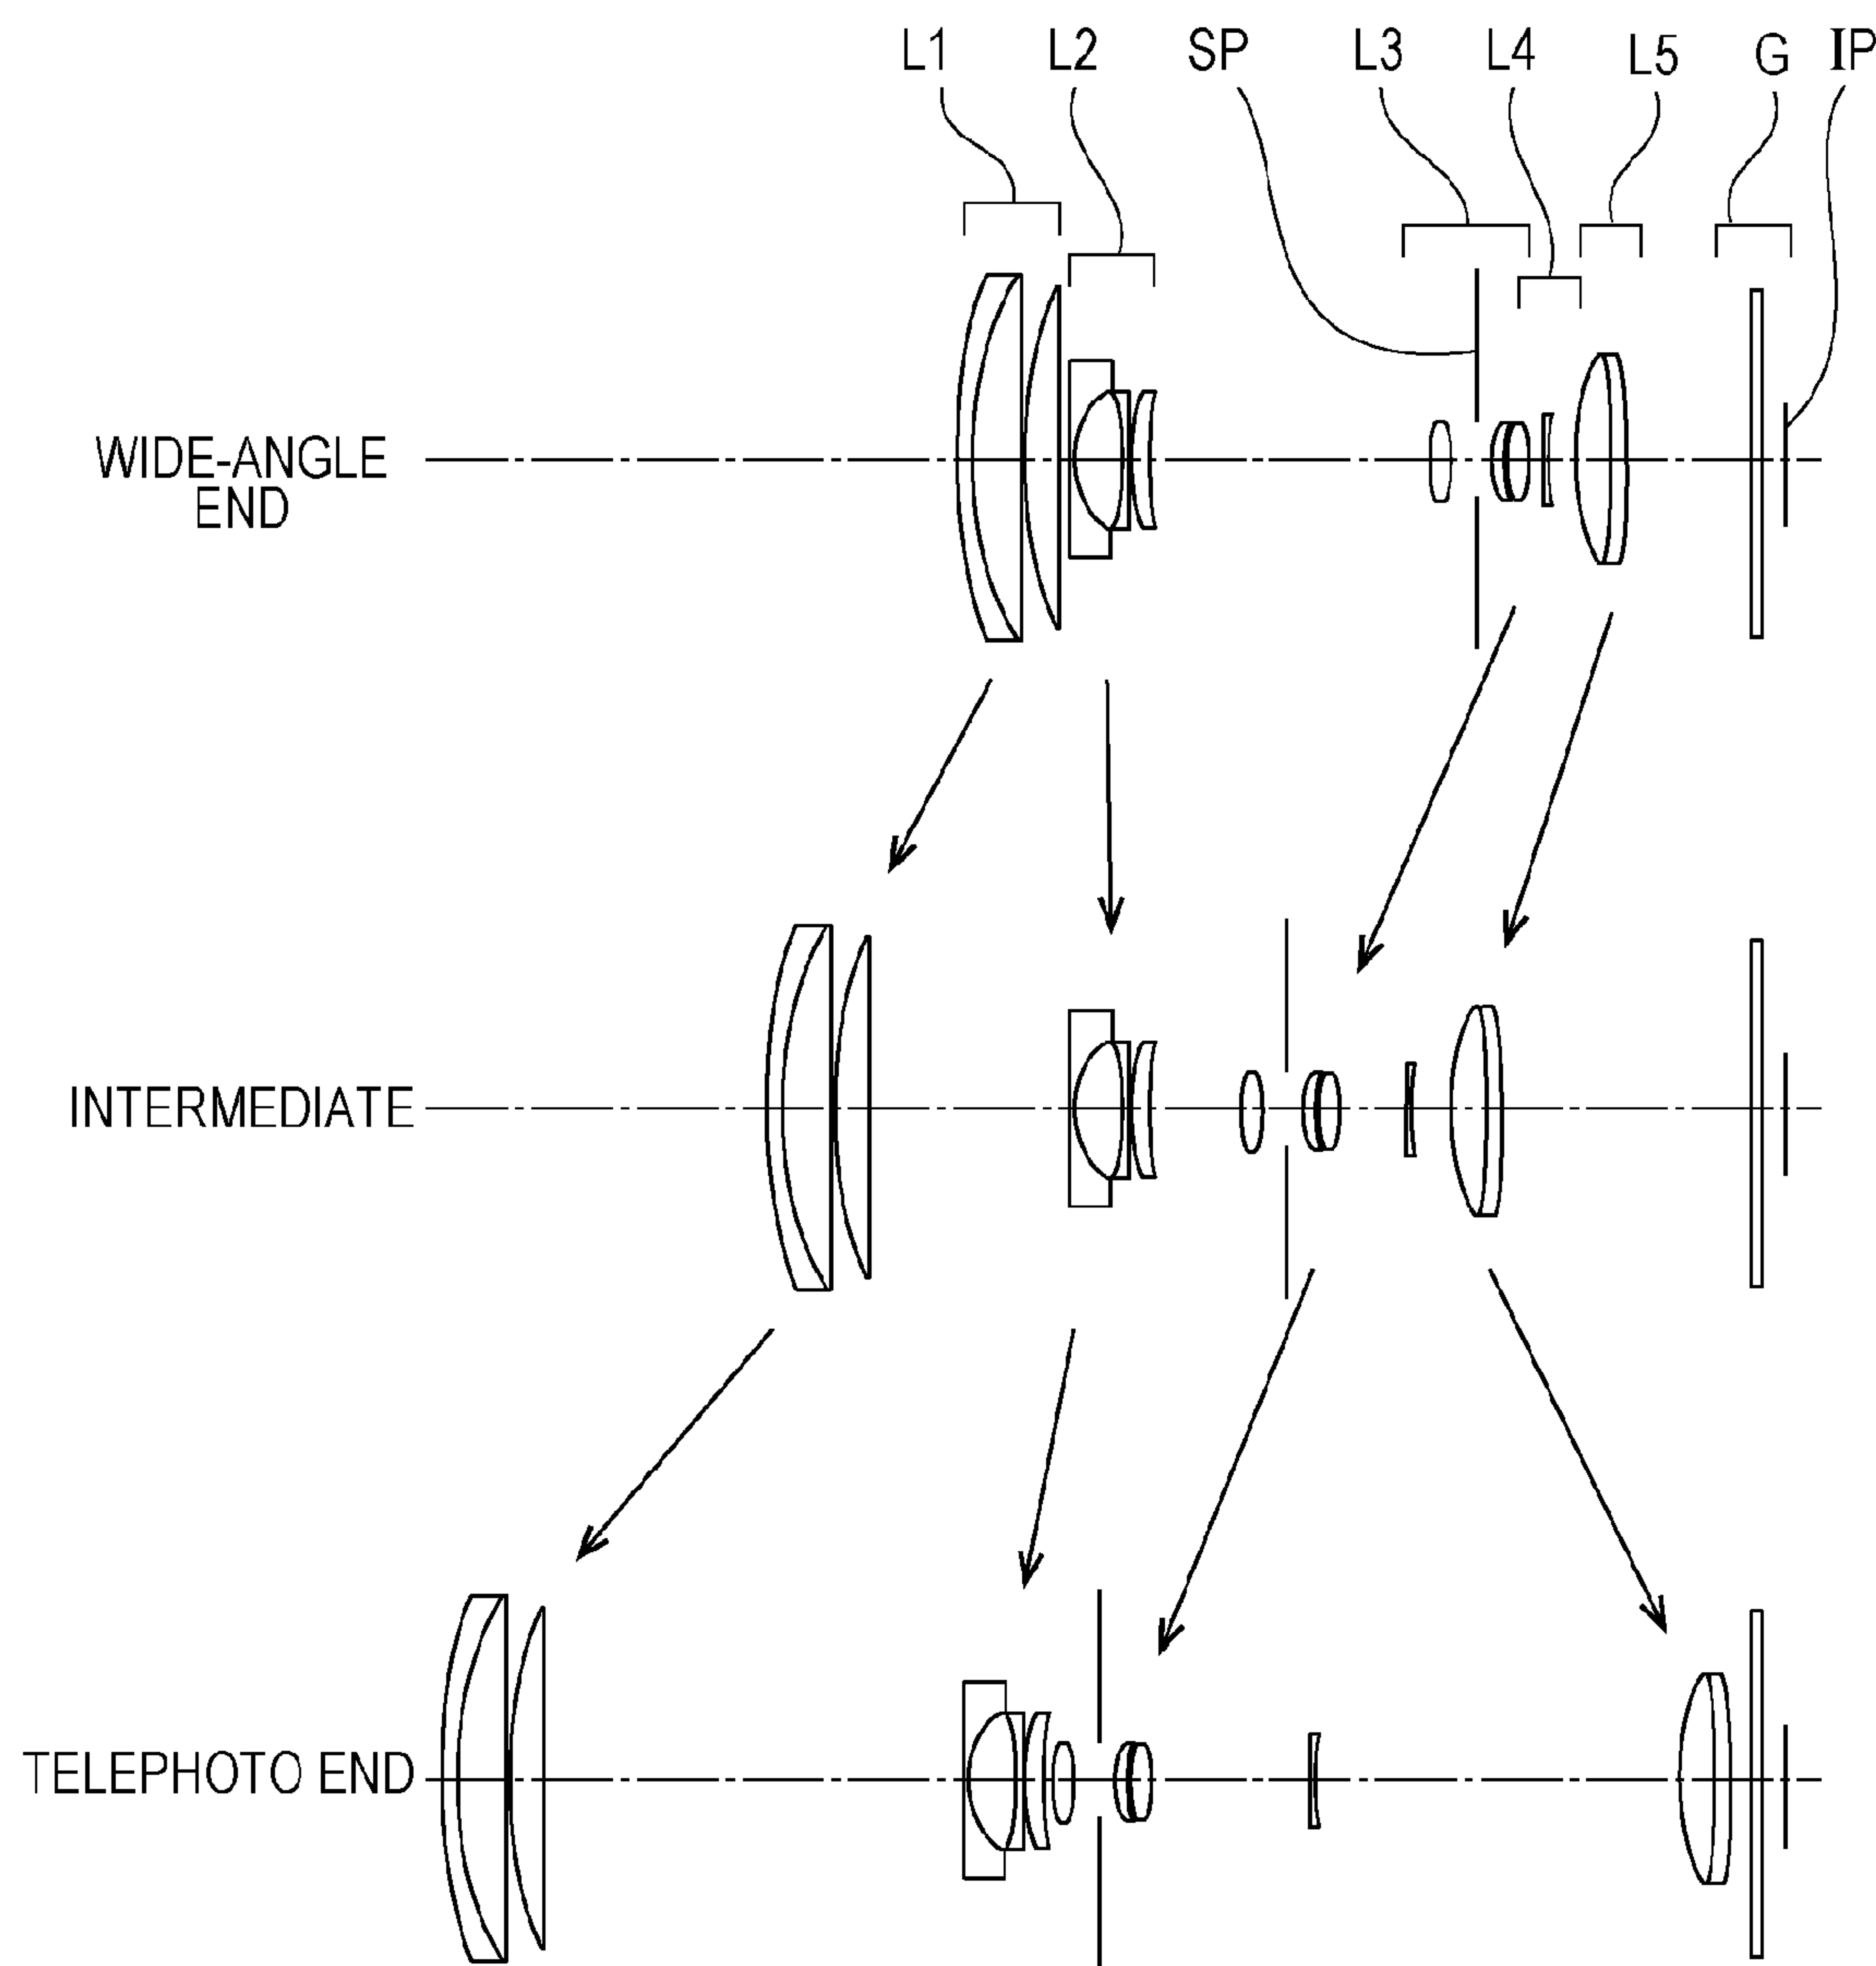 L1 L2 SP L3 L4 L5 G IP
WIDE-ANGLE
END
INTERMEDIATE
TELEPHOTO END